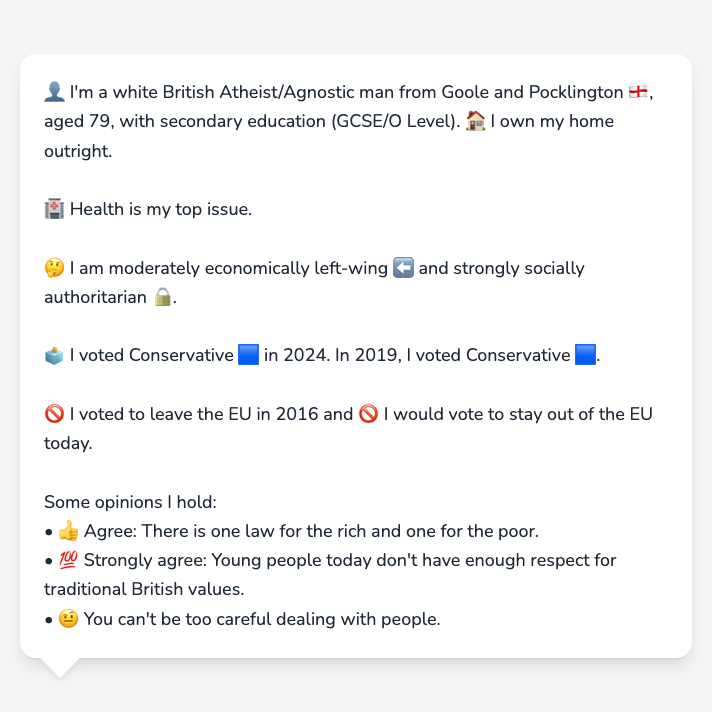 👤 I'm a white British Atheist/Agnostic man from Goole and Pocklington 🏴󠁧󠁢󠁥󠁮󠁧󠁿,
aged 79, with secondary education (GCSE/O Level). 🏠 I own my home
outright.
🏥 Health is my top issue.
🤔 I am moderately economically left-wing ⬅️ and strongly socially
authoritarian 🔒.
🗳️ I voted Conservative 🟦 in 2024. In 2019, I voted Conservative 🟦.
🚫 I voted to leave the EU in 2016 and 🚫 I would vote to stay out of the EU
today.
Some opinions I hold:
• 👍 Agree: There is one law for the rich and one for the poor.
• 💯 Strongly agree: Young people today don't have enough respect for
traditional British values.
• 🤨 You can't be too careful dealing with people.